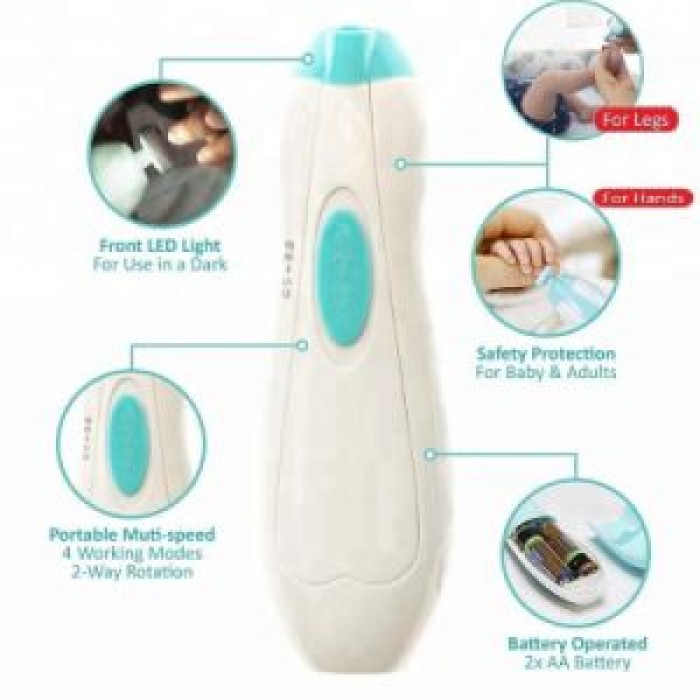 For Legs
For Hands
Front LED Light
For Use in a Dark
Safety Protection
For Baby & Adults
Portable Muti-speed
4 Working Modes
2-Way Rotation
Battery Operated
2x AA Battery